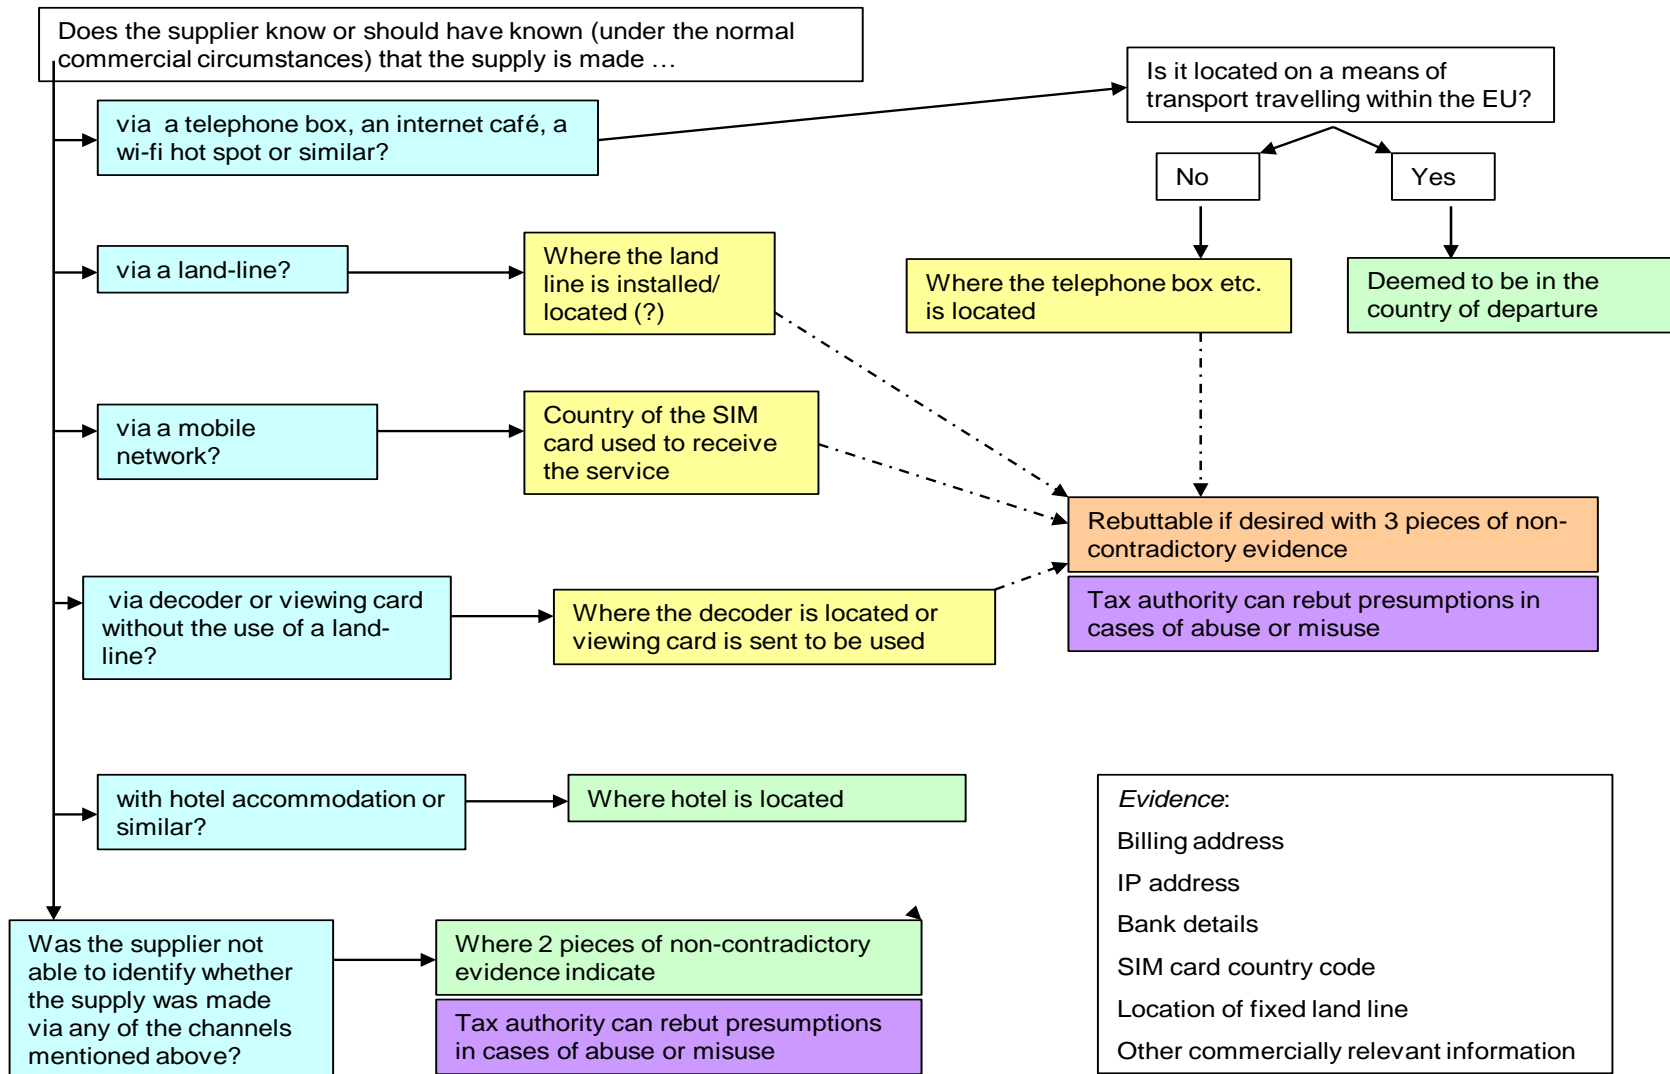 Does the supplier know or should have known (under the normal
commercial circumstances) that the supply is made …
Is it located on a means of
transport travelling within the EU?
via a telephone box, an internet café, a
wi-fi hot spot or similar?
No
Yes
via a land-line?
Where the land
line is installed/
located (?)
Where the telephone box etc.
is located
Deemed to be in the
country of departure
via a mobile
network?
Country of the SIM
card used to receive
the service
Rebuttable if desired with 3 pieces of non-
contradictory evidence
Tax authority can rebut presumptions in
cases of abuse or misuse
via decoder or viewing card
without the use of a land-
line?
Where the decoder is located or
viewing card is sent to be used
with hotel accommodation or
similar?
Where hotel is located
Was the supplier not
able to identify whether
the supply was made
via any of the channels
mentioned above?
Where 2 pieces of non-contradictory
evidence indicate
Tax authority can rebut presumptions
in cases of abuse or misuse
Evidence:
Billing address
IP address
Bank details
SIM card country code
Location of fixed land line
Other commercially relevant information